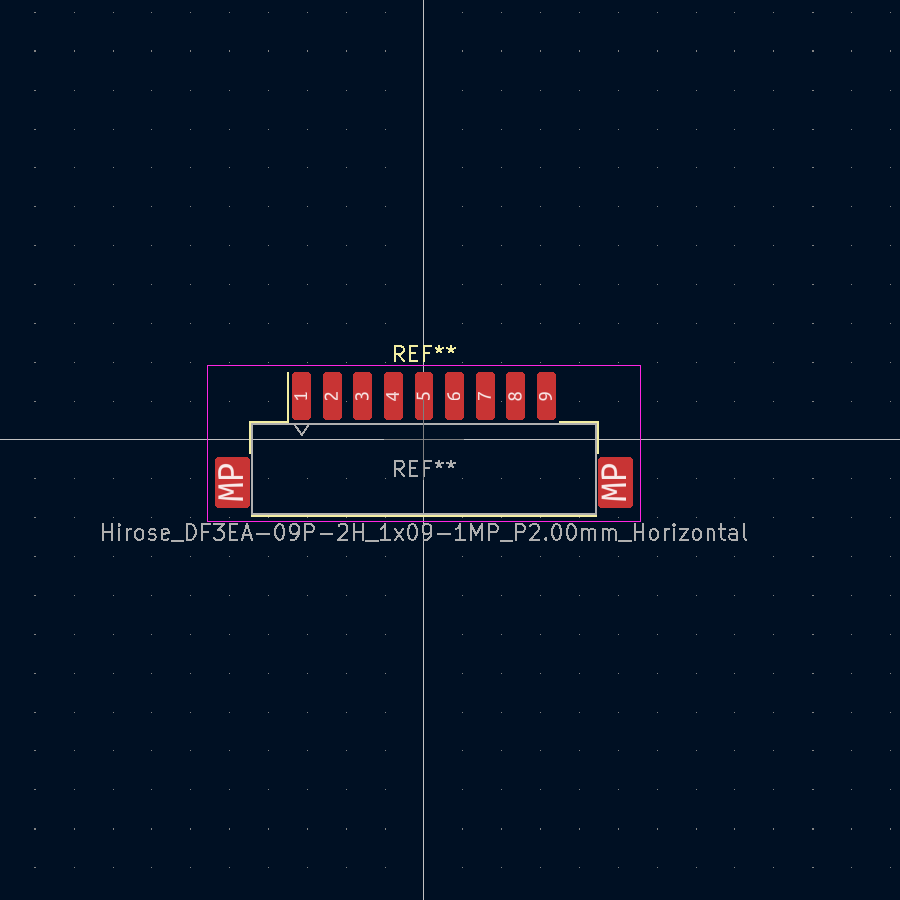 REF**
1 2 3 4 5 6 7 8 9
REF**
MP MP
Hirose_DF3EA-09P-2H_1x09-1MP_P2.00mm_Horizontal